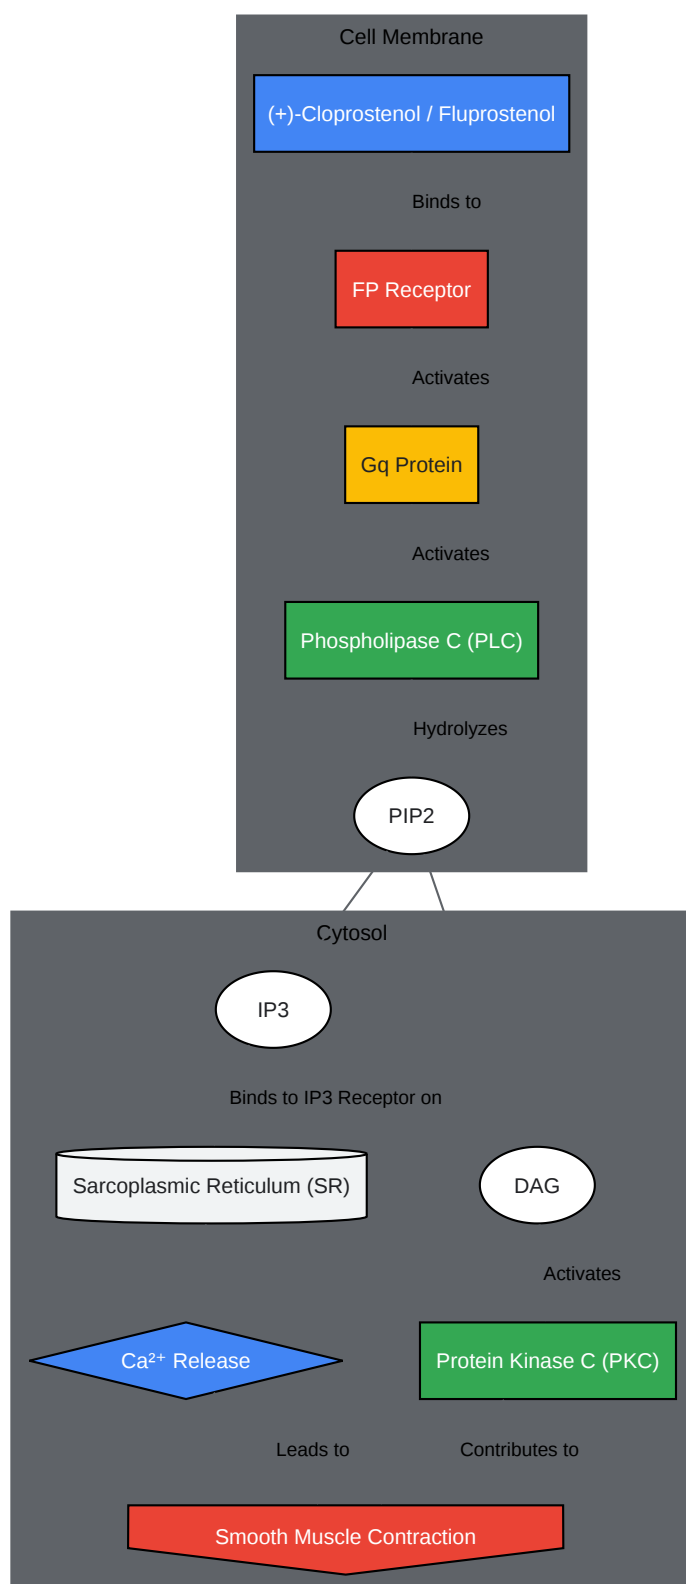 Cell Membrane
(+)-Cloprostenol / Fluprostenol
Binds to
FP Receptor
Activates
Gq Protein
Activates
Phospholipase C (PLC)
Hydrolyzes
PIP2
Cytosol
IP3
Binds to IP3 Receptor on
Sarcoplasmic Reticulum (SR)
DAG
Activates
Ca²⁺ Release
Protein Kinase C (PKC)
Leads to
Contributes to
Smooth Muscle Contraction